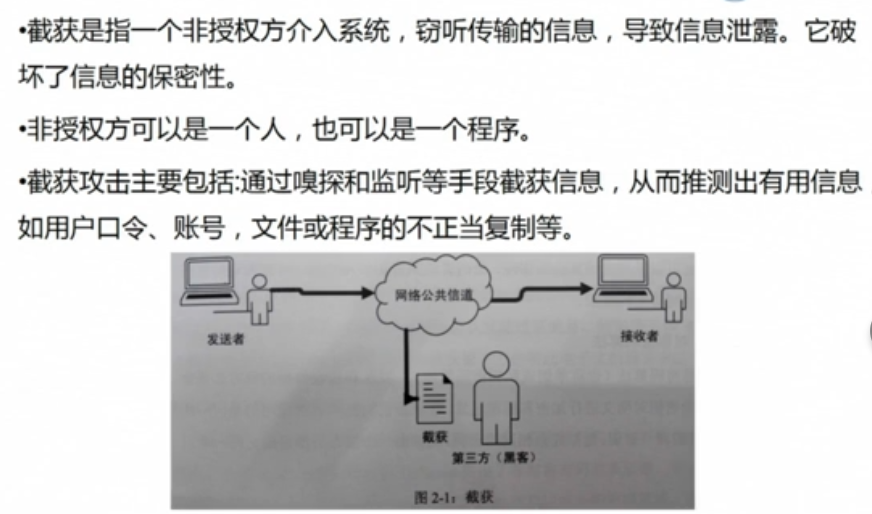 •截获是指一个非授权方介入系统，窃听传输的信息，导致信息泄露。它破
坏了信息的保密性。
•非授权方可以是一个人，也可以是一个程序。
•截获攻击主要包括:通过嗅探和监听等手段截获信息，从而推测出有用信息，
如用户口令、账号，文件或程序的不正当复制等。
网络公共信道
发送者
接收者
截获
第三方（黑客）
图 2-1：截获